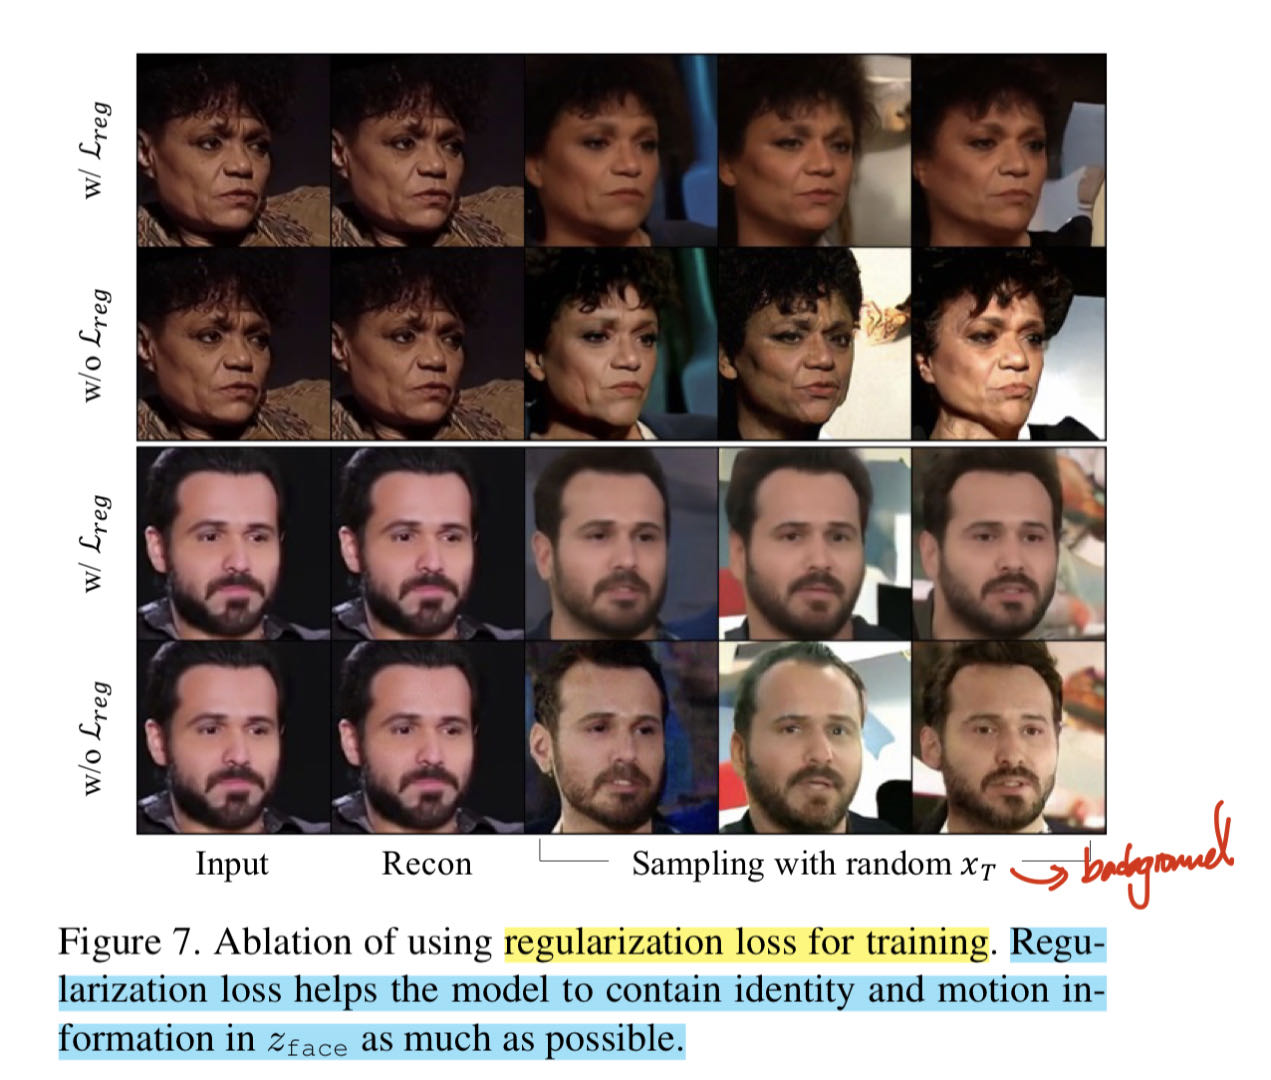 w/ ℒreg
w/o ℒreg
w/ ℒreg
w/o ℒreg
Input Recon Sampling with random xT → background
Figure 7. Ablation of using regularization loss for training. Regu-
larization loss helps the model to contain identity and motion in-
formation in zface as much as possible.